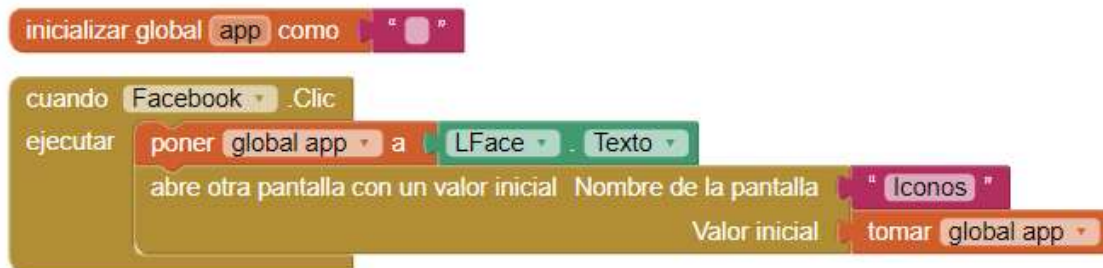 inicializar global app como " "
cuando Facebook .Clic
ejecutar poner global app a LFace . Texto
abre otra pantalla con un valor inicial Nombre de la pantalla " Iconos "
Valor inicial tomar global app